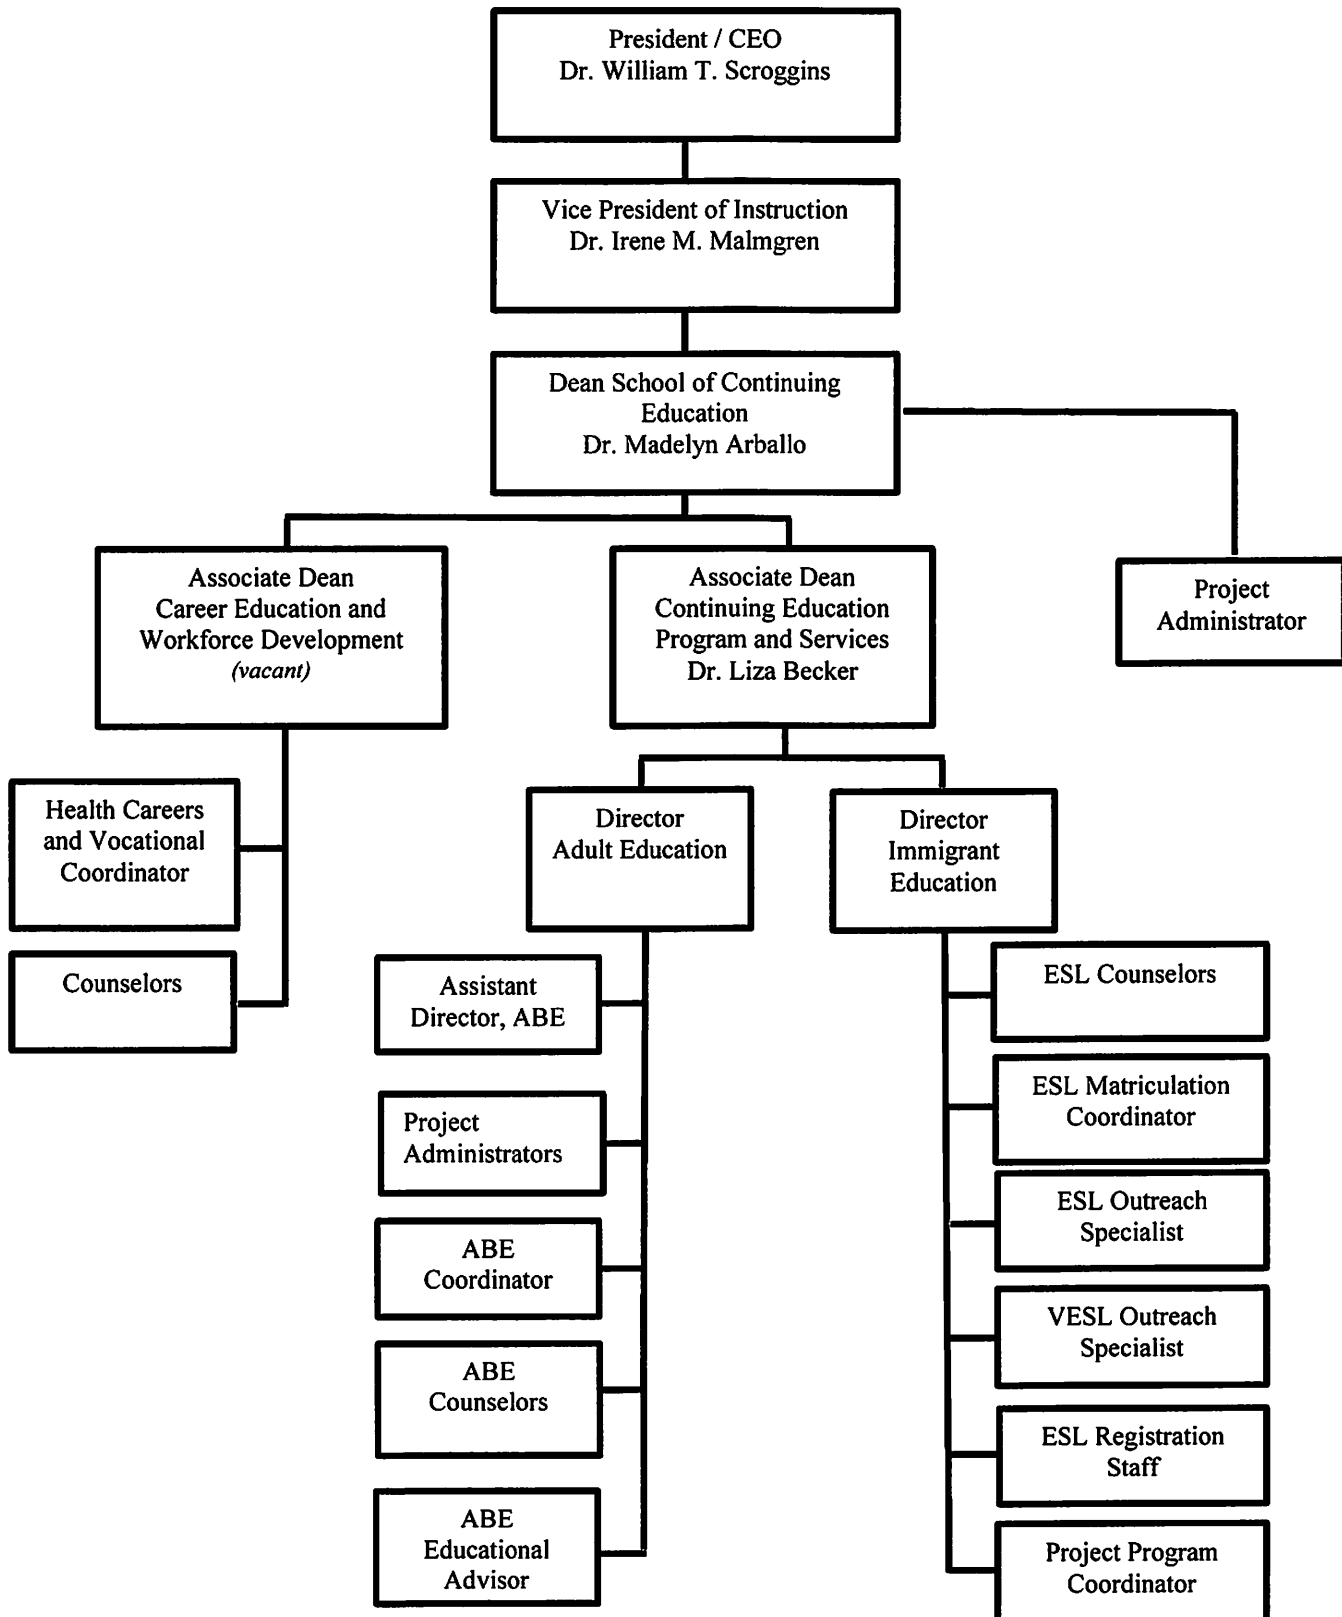 President / CEO
Dr. William T. Scroggins
Vice President of Instruction
Dr. Irene M. Malmgren
Dean School of Continuing
Education
Dr. Madelyn Arballo
Associate Dean
Career Education and
Workforce Development
(vacant)
Associate Dean
Continuing Education
Program and Services
Dr. Liza Becker
Project
Administrator
Health Careers
and Vocational
Coordinator
Counselors
Director
Adult Education
Director
Immigrant
Education
Assistant
Director, ABE
Project
Administrators
ABE
Coordinator
ABE
Counselors
ABE
Educational
Advisor
ESL Counselors
ESL Matriculation
Coordinator
ESL Outreach
Specialist
VESL Outreach
Specialist
ESL Registration
Staff
Project Program
Coordinator